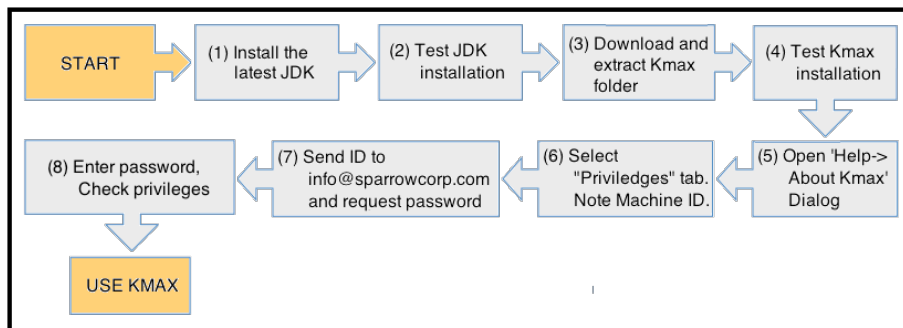 START
(1) Install the
latest JDK
(2) Test JDK
installation
(3) Download and
extract Kmax
folder
(4) Test Kmax
installation
(5) Open 'Help->
About Kmax'
Dialog
(6) Select
"Priviledges" tab.
Note Machine ID.
(7) Send ID to
info@sparrowcorp.com
and request password
(8) Enter password,
Check privileges
USE KMAX